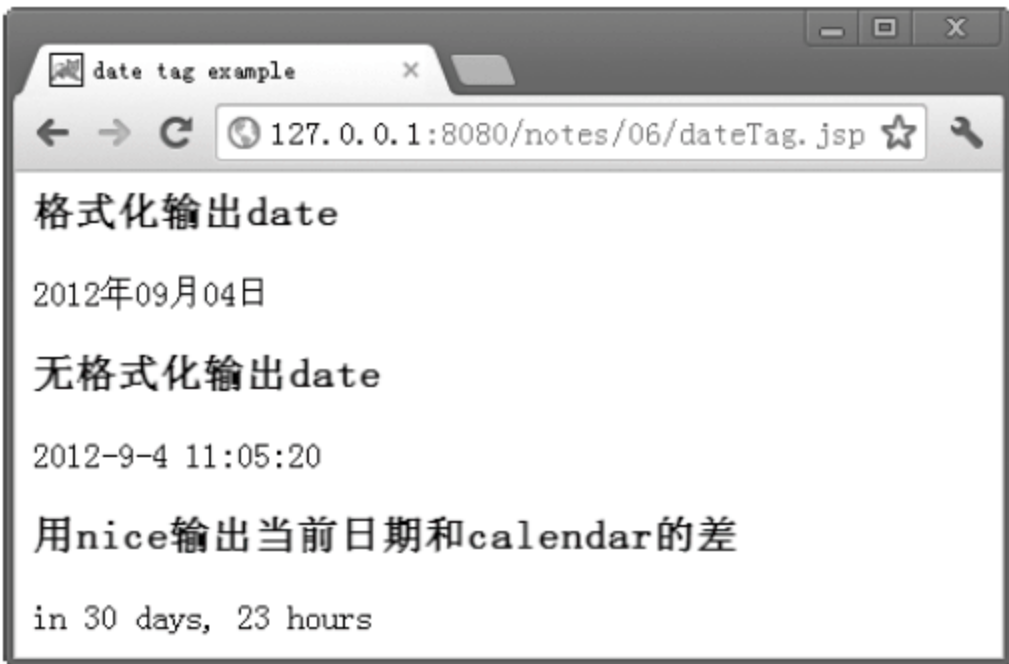 date tag example
127.0.0.1:8080/notes/06/dateTag.jsp
格式化输出date
2012年09月04日
无格式化输出date
2012-9-4 11:05:20
用nice输出当前日期和calendar的差
in 30 days, 23 hours